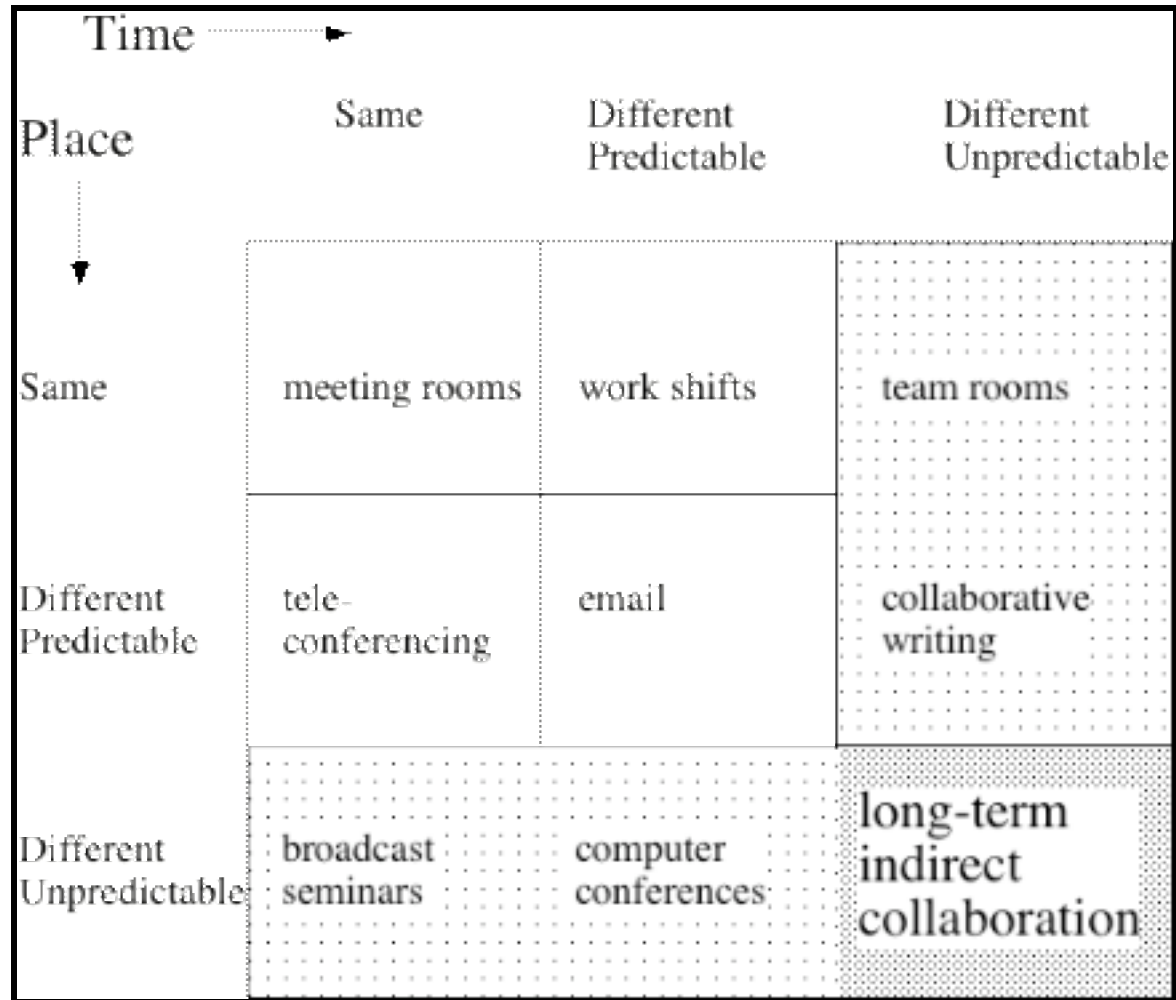 Time
Place
Same
Different
Predictable
Different
Unpredictable
Same
meeting rooms
work shifts
team rooms
Different
Predictable
tele-
conferencing
email
collaborative
writing
Different
Unpredictable
broadcast
seminars
computer
conferences
long-term
indirect
collaboration